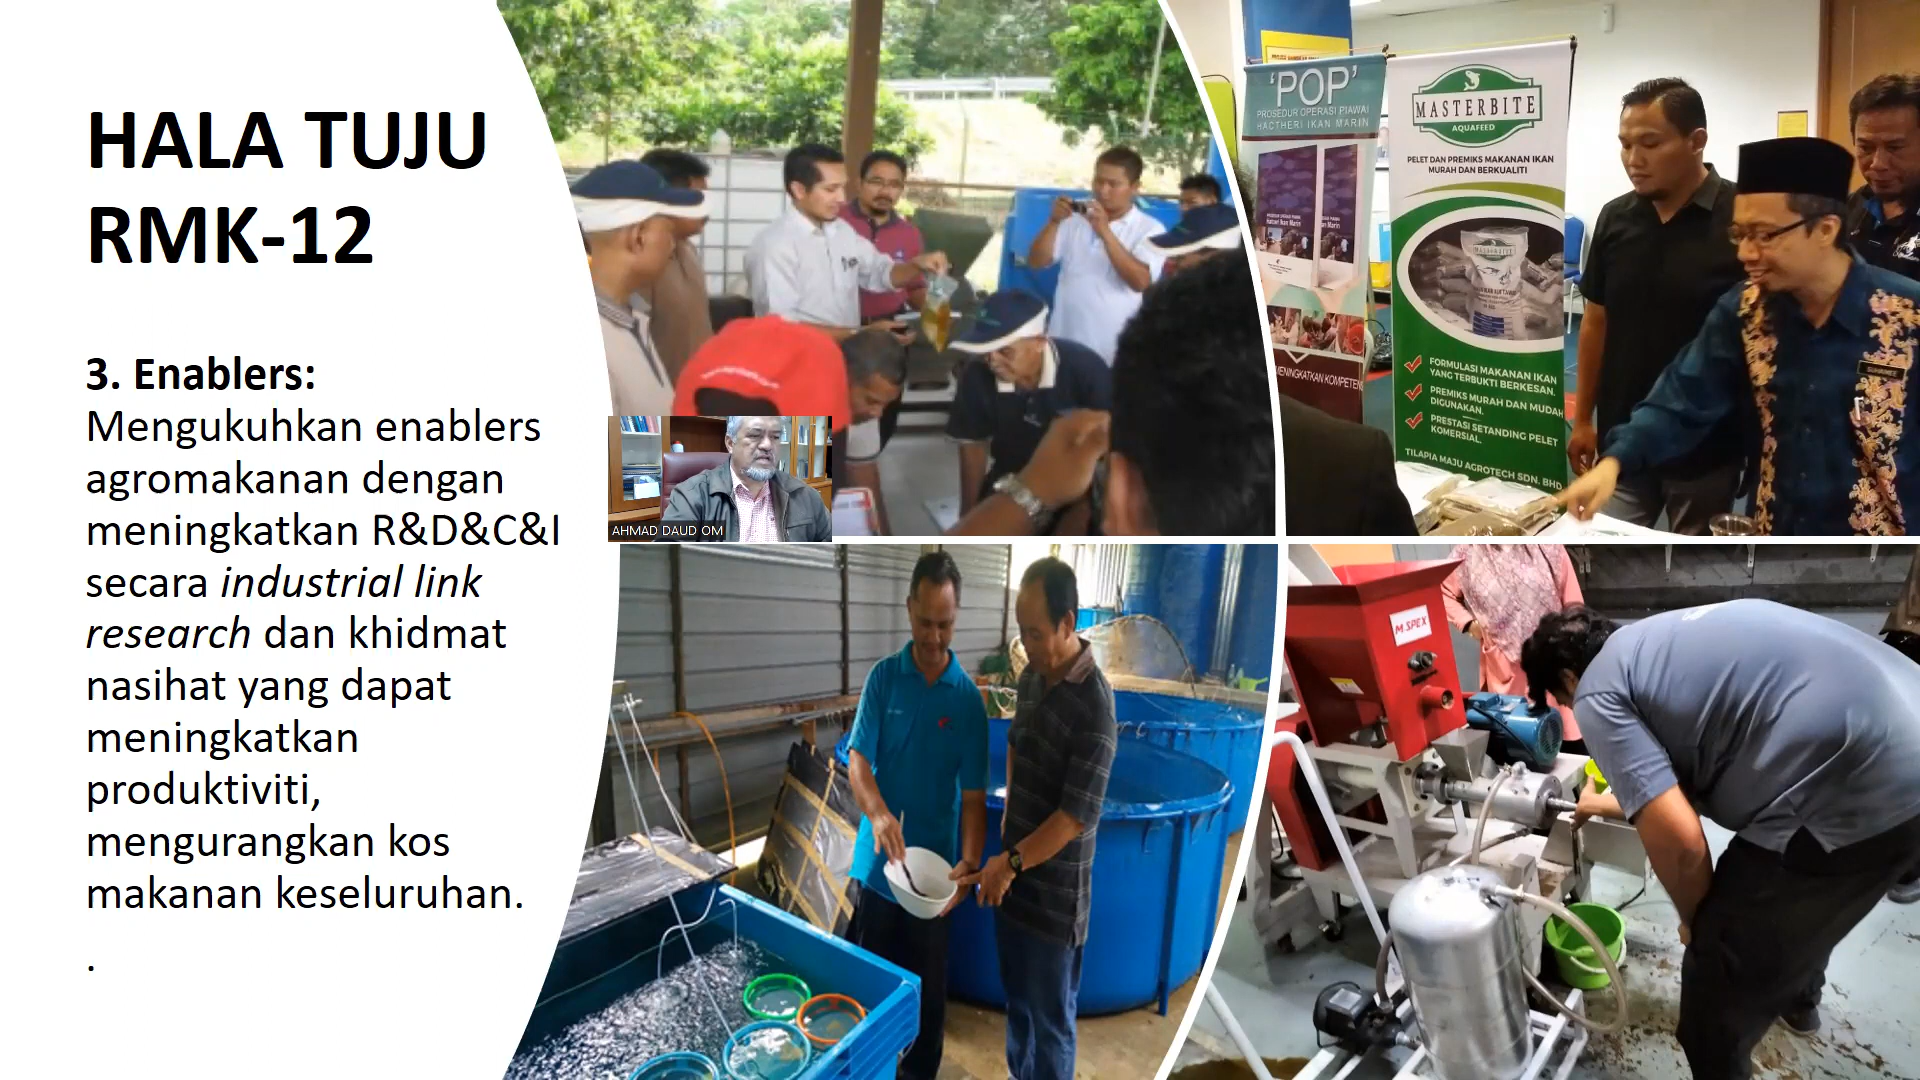 HALA TUJU
RMK-12
3. Enablers:
Mengukuhkan enablers
agromakanan dengan
meningkatkan R&D&C&I
secara industrial link
research dan khidmat
nasihat yang dapat
meningkatkan
produktiviti,
mengurangkan kos
makanan keseluruhan.
.
AHMAD DAUD OM
'POP'
PROSEDUR OPERASI PIAWAI
HACTHERI IKAN MARIN
MENINGKATKAN KOMPETEN
MASTERBITE
AQUAFEED
PELET DAN PREMIKS MAKANAN IKAN
MURAH DAN BERKUALITI
MASTERBITE
FORMULASI MAKANAN IKAN
YANG TERBUKTI BERKESAN.
PREMIKS MURAH DAN MUDAH
DIGUNAKAN.
PRESTASI SETANDING PELET
KOMERSIAL.
TILAPIA MAJU AGROTECH SDN. BHD
SUHAIMEE
M.SPEX